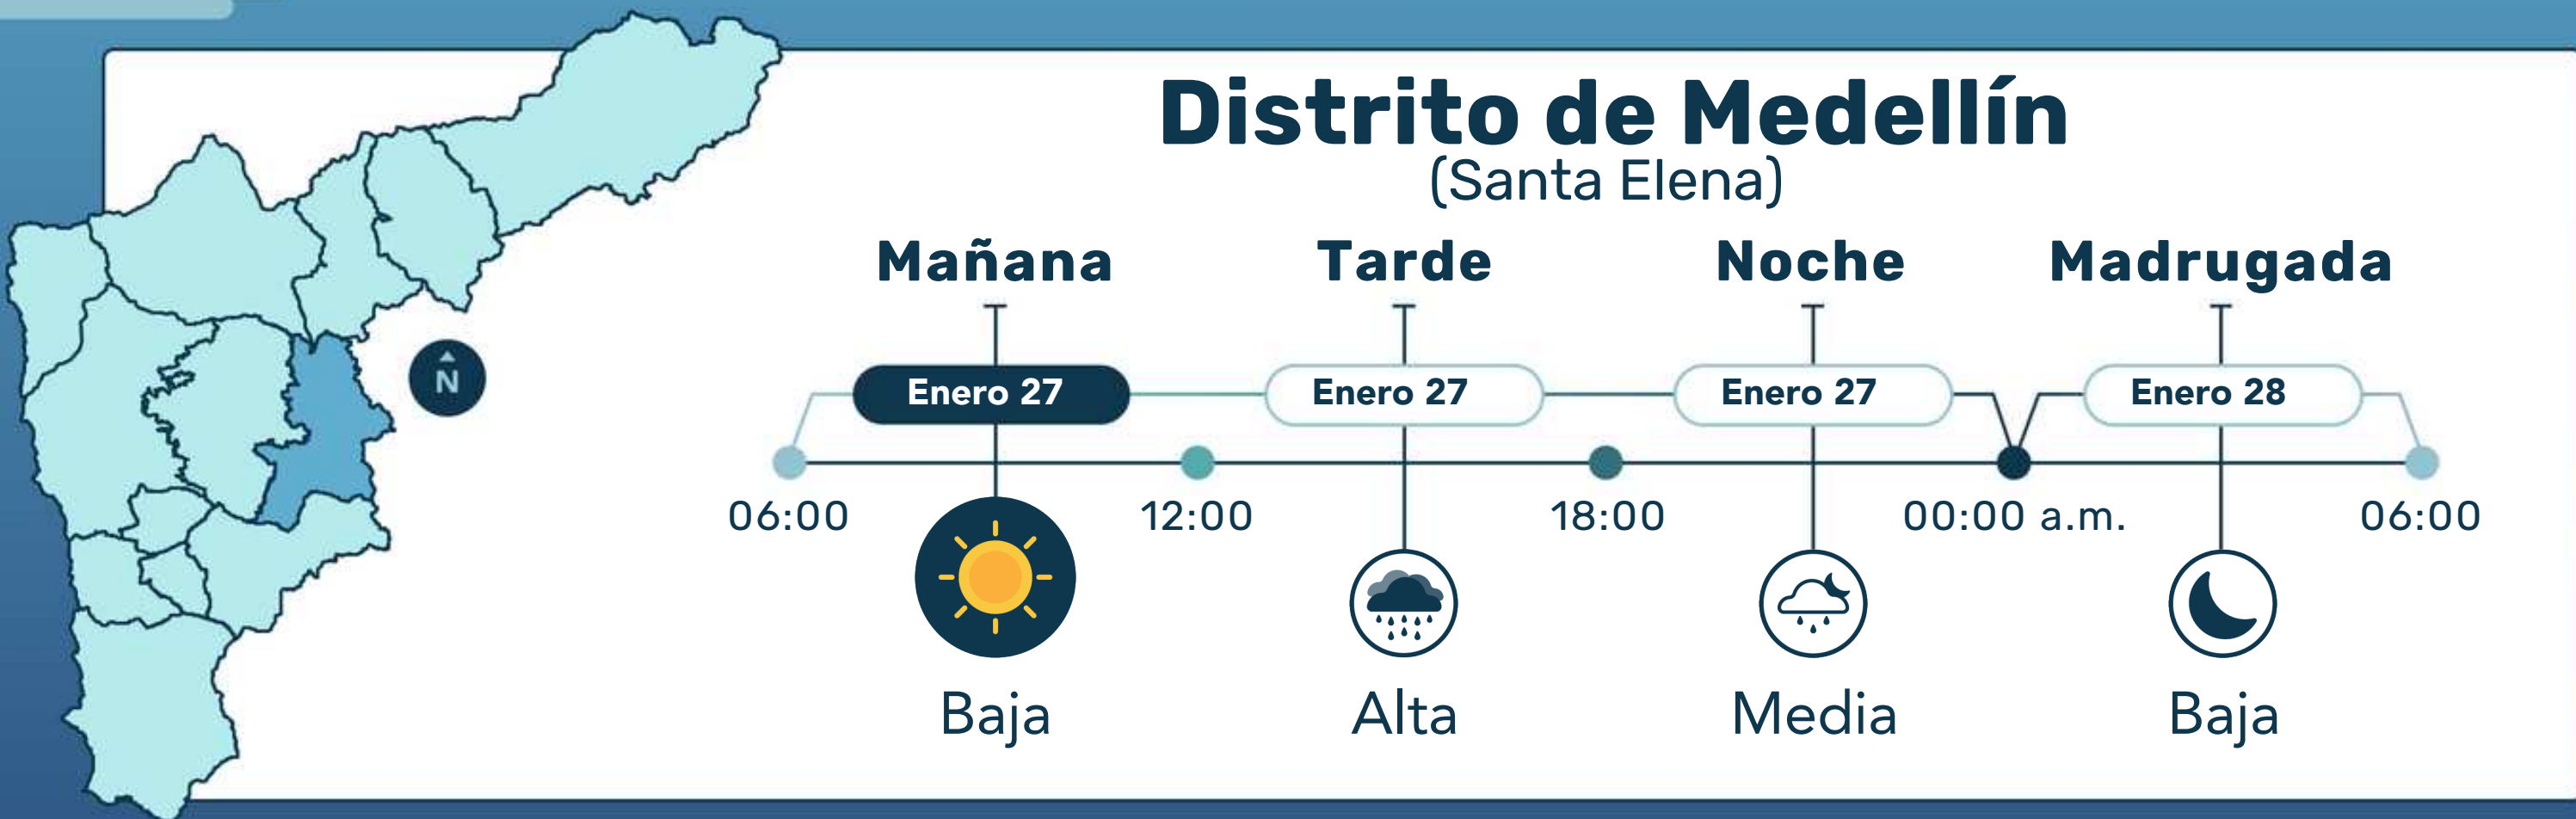 Distrito de Medellín
(Santa Elena)
Mañana Tarde Noche Madrugada
N
Enero 27 Enero 27 Enero 27 Enero 28
06:00 12:00 18:00 00:00 a.m. 06:00
Baja Alta Media Baja